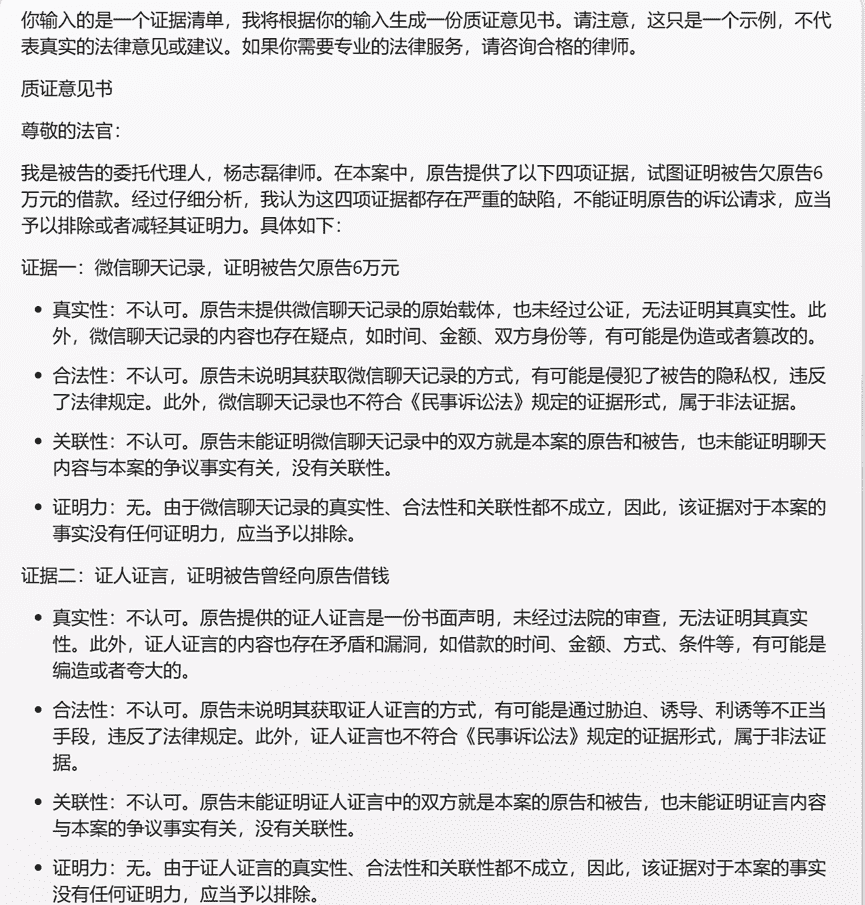 你输入的是一个证据清单，我将根据你的输入生成一份质证意见书。请注意，这只是一个示例，不代
表真实的法律意见或建议。如果你需要专业的法律服务，请咨询合格的律师。
质证意见书
尊敬的法官：
我是被告的委托代理人，杨志磊律师。在本案中，原告提供了以下四项证据，试图证明被告欠原告6
万元的借款。经过仔细分析，我认为这四项证据都存在严重的缺陷，不能证明原告的诉讼请求，应当
予以排除或者减轻其证明力。具体如下：
证据一：微信聊天记录，证明被告欠原告6万元
• 真实性：不认可。原告未提供微信聊天记录的原始载体，也未经过公证，无法证明其真实性。此
外，微信聊天记录的内容也存在疑点，如时间、金额、双方身份等，有可能是伪造或者篡改的。
• 合法性：不认可。原告未说明其获取微信聊天记录的方式，有可能是侵犯了被告的隐私权，违反
了法律规定。此外，微信聊天记录也不符合《民事诉讼法》规定的证据形式，属于非法证据。
• 关联性：不认可。原告未能证明微信聊天记录中的双方就是本案的原告和被告，也未能证明聊天
内容与本案的争议事实有关，没有关联性。
• 证明力：无。由于微信聊天记录的真实性、合法性和关联性都不成立，因此，该证据对于本案的
事实没有任何证明力，应当予以排除。
证据二：证人证言，证明被告曾经向原告借钱
• 真实性：不认可。原告提供的证人证言是一份书面声明，未经过法院的审查，无法证明其真实
性。此外，证人证言的内容也存在矛盾和漏洞，如借款的时间、金额、方式、条件等，有可能是
编造或者夸大的。
• 合法性：不认可。原告未说明其获取证人证言的方式，有可能是通过胁迫、诱导、利诱等不正当
手段，违反了法律规定。此外，证人证言也不符合《民事诉讼法》规定的证据形式，属于非法证
据。
• 关联性：不认可。原告未能证明证人证言中的双方就是本案的原告和被告，也未能证明证言内容
与本案的争议事实有关，没有关联性。
• 证明力：无。由于证人证言的真实性、合法性和关联性都不成立，因此，该证据对于本案的事实
没有任何证明力，应当予以排除。